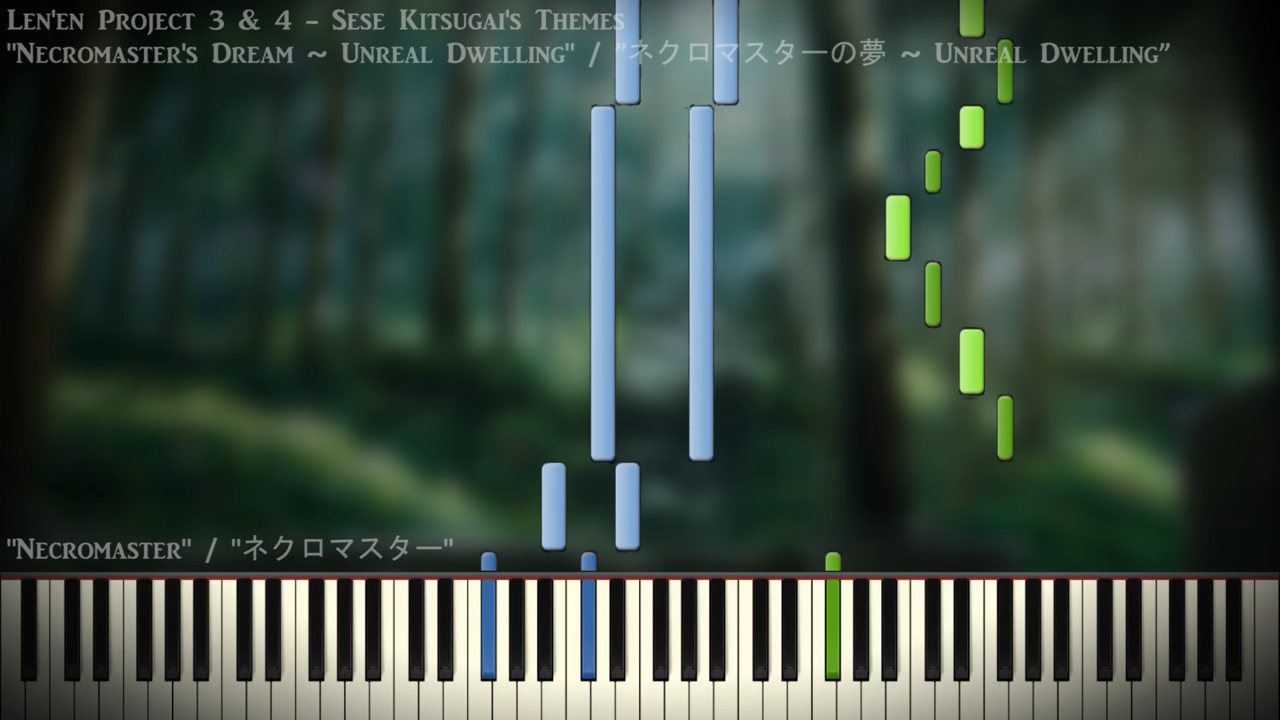 Len'en Project 3 & 4 - Sese Kitsugai's Themes
"Necromaster's Dream ~ Unreal Dwelling" / "ネクロマスターの夢 ~ Unreal Dwelling"
"Necromaster" / "ネクロマスター"